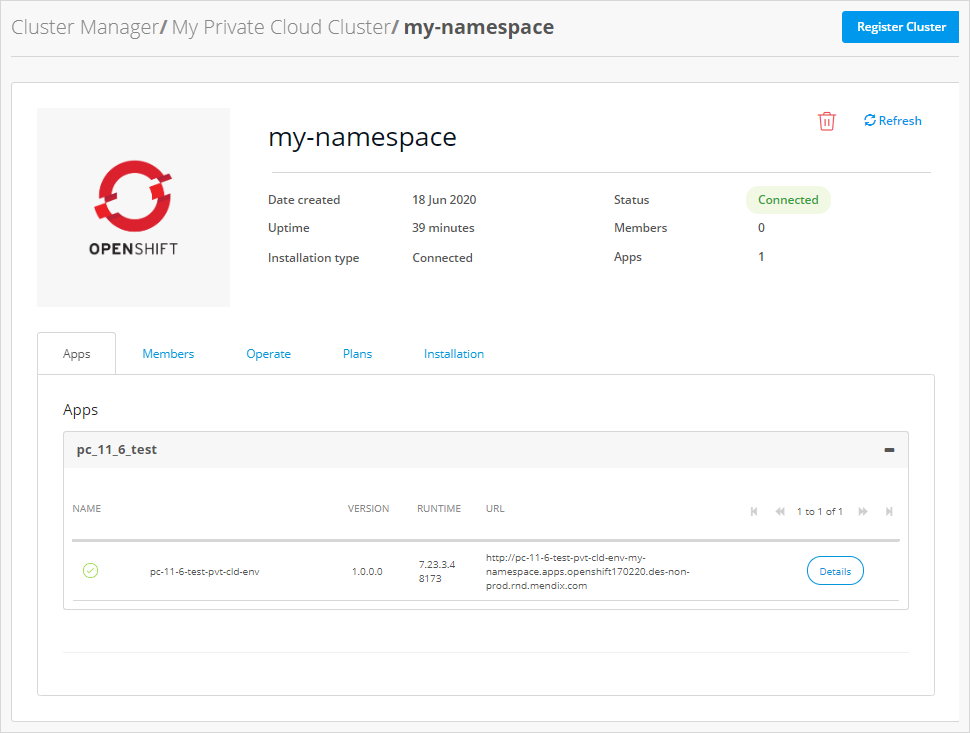 Cluster Manager/ My Private Cloud Cluster/ my-namespace
Register Cluster
OPENSHIFT
my-namespace
Refresh
Date created 18 Jun 2020 Status Connected
Uptime 39 minutes Members 0
Installation type Connected Apps 1
Apps Members Operate Plans Installation
Apps
pc_11_6_test
NAME VERSION RUNTIME URL 1 to 1 of 1
pc-11-6-test-pvt-cld-env
1.0.0.0
7.23.3.4
8173
http://pc-11-6-test-pvt-cld-env-my-
namespace.apps.openshift170220.des-non-
prod.rnd.mendix.com
Details